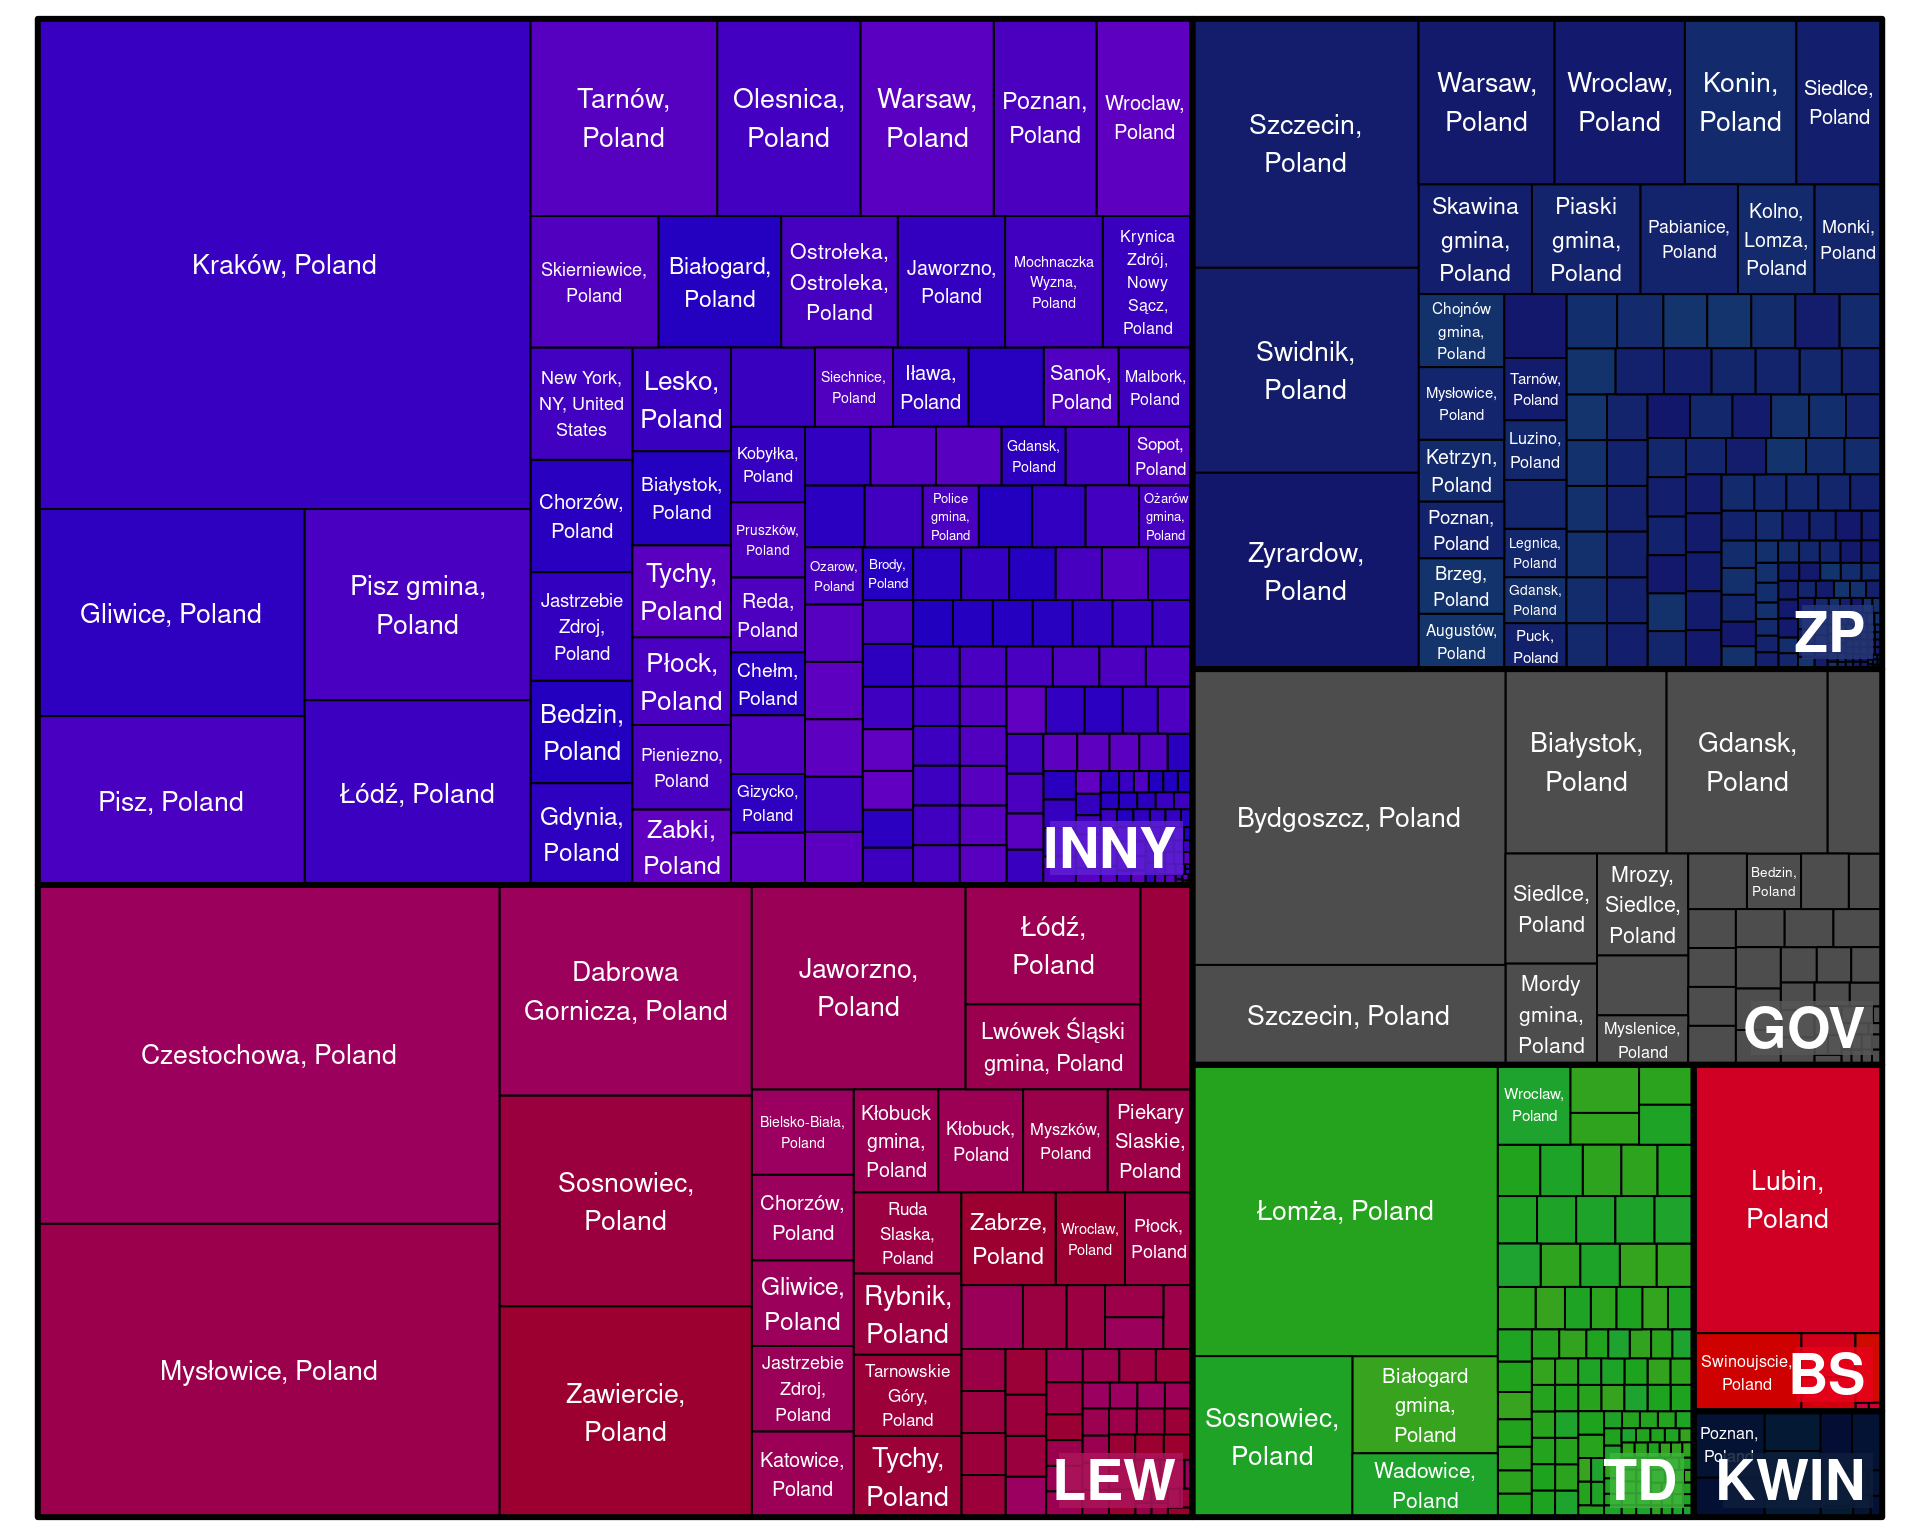 Kraków, Poland
Gliwice, Poland
Pisz, Poland
Pisz gmina,
Poland
Łódź, Poland
Tarnów,
Poland
Olesnica,
Poland
Warsaw,
Poland
Poznan,
Poland
Wroclaw,
Poland
Skierniewice,
Poland
Białogard,
Poland
Ostrołeka,
Ostroleka,
Poland
Jaworzno,
Poland
Mochnaczka
Wyzna,
Poland
Krynica
Zdrój,
Nowy
Sącz,
Poland
New York,
NY, United
States
Chorzów,
Poland
Jastrzebie
Zdroj,
Poland
Bedzin,
Poland
Gdynia,
Poland
Lesko,
Poland
Białystok,
Poland
Tychy,
Poland
Płock,
Poland
Pieniezno,
Poland
Zabki,
Poland
Siechnice,
Poland
Iława,
Poland
Sanok,
Poland
Malbork,
Poland
Kobyłka,
Poland
Pruszków,
Poland
Reda,
Poland
Chełm,
Poland
Gizycko,
Poland
Gdansk,
Poland
Sopot,
Poland
Police
gmina,
Poland
Ożarów
gmina,
Poland
Ozarow,
Poland
Brody,
Poland
INNY
Szczecin,
Poland
Swidnik,
Poland
Zyrardow,
Poland
Warsaw,
Poland
Wroclaw,
Poland
Konin,
Poland
Siedlce,
Poland
Skawina
gmina,
Poland
Piaski
gmina,
Poland
Pabianice,
Poland
Kolno,
Lomza,
Poland
Monki,
Poland
Chojnów
gmina,
Poland
Mysłowice,
Poland
Ketrzyn,
Poland
Poznan,
Poland
Brzeg,
Poland
Augustów,
Poland
Tarnów,
Poland
Luzino,
Poland
Legnica,
Poland
Gdansk,
Poland
Puck,
Poland
ZP
Bydgoszcz, Poland
Szczecin, Poland
Białystok,
Poland
Gdansk,
Poland
Siedlce,
Poland
Mrozy,
Siedlce,
Poland
Bedzin,
Poland
Mordy
gmina,
Poland
Myslenice,
Poland
GOV
Czestochowa, Poland
Mysłowice, Poland
Dabrowa
Gornicza, Poland
Sosnowiec,
Poland
Zawiercie,
Poland
Jaworzno,
Poland
Łódź,
Poland
Lwówek Śląski
gmina, Poland
Bielsko-Biała,
Poland
Chorzów,
Poland
Gliwice,
Poland
Jastrzebie
Zdroj,
Poland
Katowice,
Poland
Kłobuck
gmina,
Poland
Kłobuck,
Poland
Myszków,
Poland
Piekary
Slaskie,
Poland
Ruda
Slaska,
Poland
Rybnik,
Poland
Tarnowskie
Góry,
Poland
Tychy,
Poland
Zabrze,
Poland
Wroclaw,
Poland
Płock,
Poland
LEW
Łomża, Poland
Sosnowiec,
Poland
Białogard
gmina,
Poland
Wadowice,
Poland
Wroclaw,
Poland
TD
Lubin,
Poland
Swinoujscie,
Poland
BS
Poznan,
Poland
KWIN